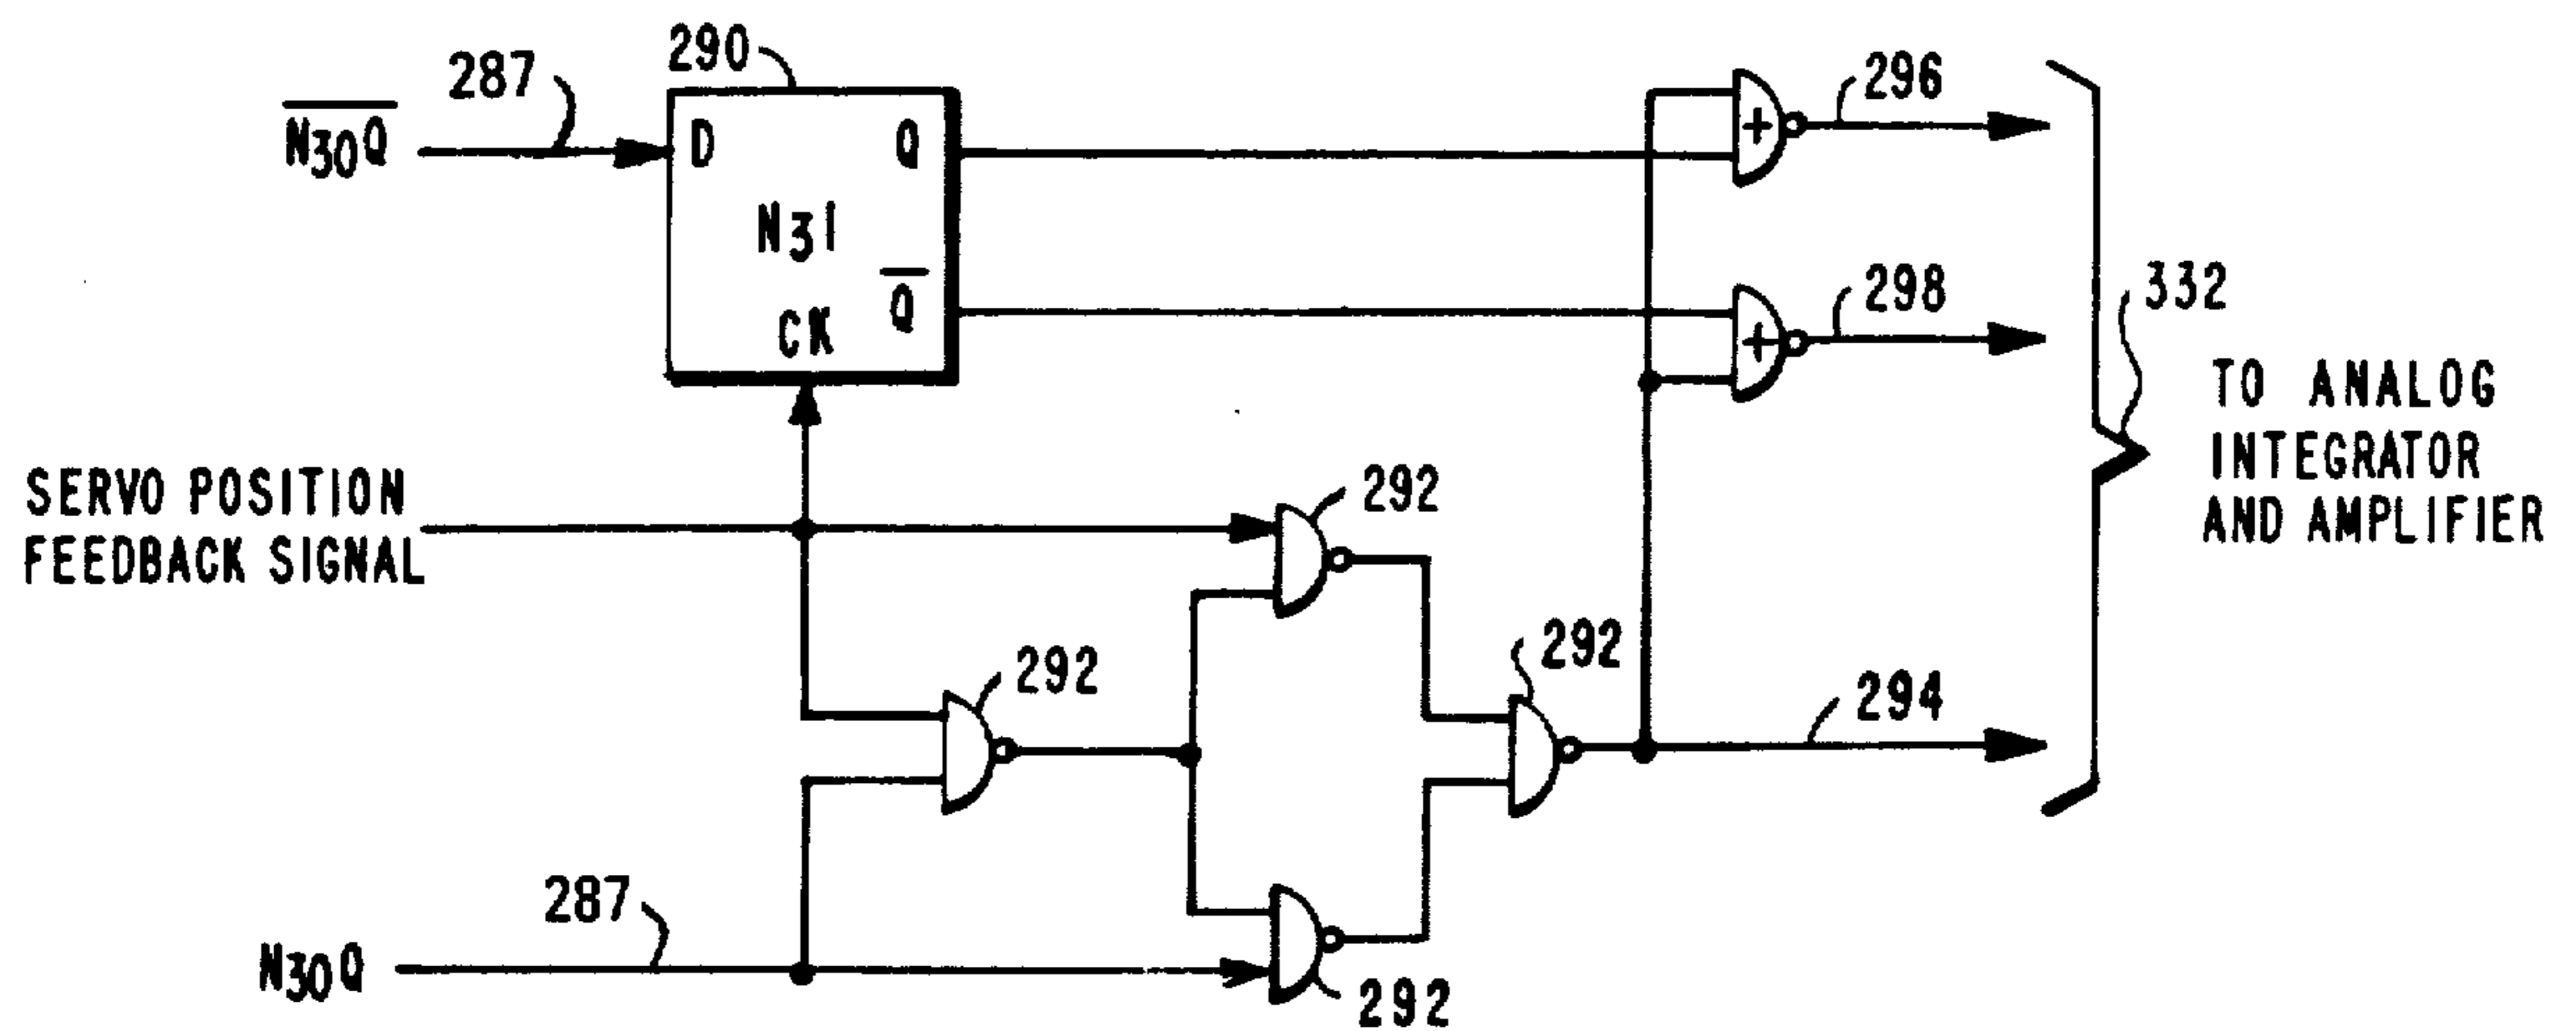 290
287
N30Q
D
Q
N31
Q
CK
296
+
298
+
332
TO ANALOG
INTEGRATOR
AND AMPLIFIER
SERVO POSITION
FEEDBACK SIGNAL
292
292
292
294
287
N30Q
292